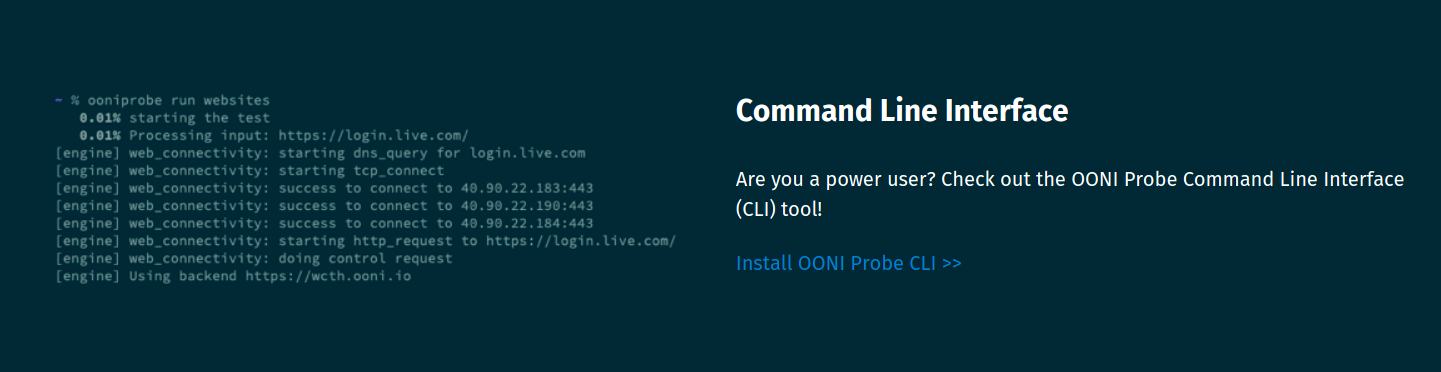 ~ % ooniprobe run websites
0.01% starting the test
0.01% Processing input: https://login.live.com/
[engine] web_connectivity: starting dns_query for login.live.com
[engine] web_connectivity: starting tcp_connect
[engine] web_connectivity: success to connect to 40.90.22.183:443
[engine] web_connectivity: success to connect to 40.90.22.190:443
[engine] web_connectivity: success to connect to 40.90.22.184:443
[engine] web_connectivity: starting http_request to https://login.live.com/
[engine] web_connectivity: doing control request
[engine] Using backend https://wcth.ooni.io
Command Line Interface
Are you a power user? Check out the OONI Probe Command Line Interface
(CLI) tool!
Install OONI Probe CLI >>